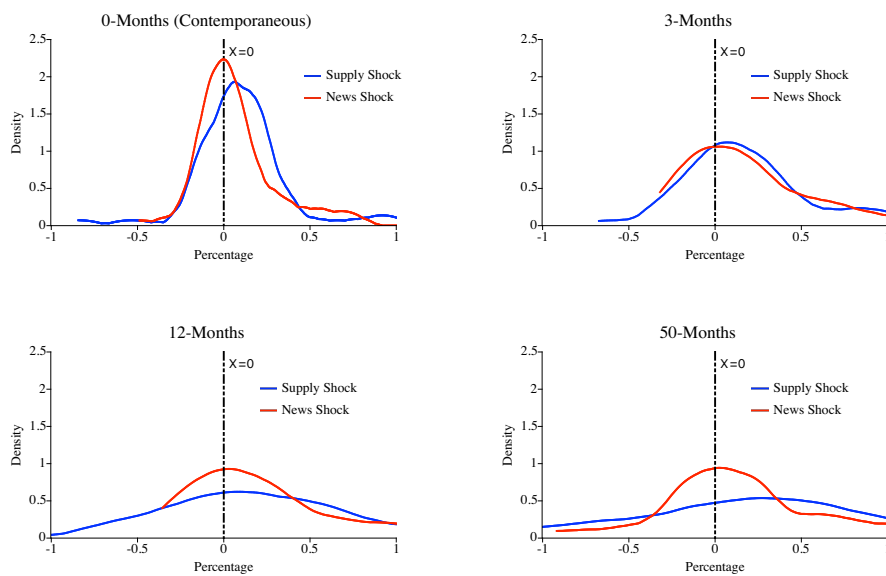 0-Months (Contemporaneous)
2.5
2
1.5
1
0.5
0
Density
X=0
Supply Shock
News Shock
-1
-0.5
0
0.5
1
Percentage
3-Months
2.5
2
1.5
1
0.5
0
Density
X=0
Supply Shock
News Shock
-1
-0.5
0
0.5
Percentage
12-Months
2.5
2
1.5
1
0.5
0
Density
X=0
Supply Shock
News Shock
-1
-0.5
0
0.5
1
Percentage
50-Months
2.5
2
1.5
1
0.5
0
Density
X=0
Supply Shock
News Shock
-1
-0.5
0
0.5
Percentage